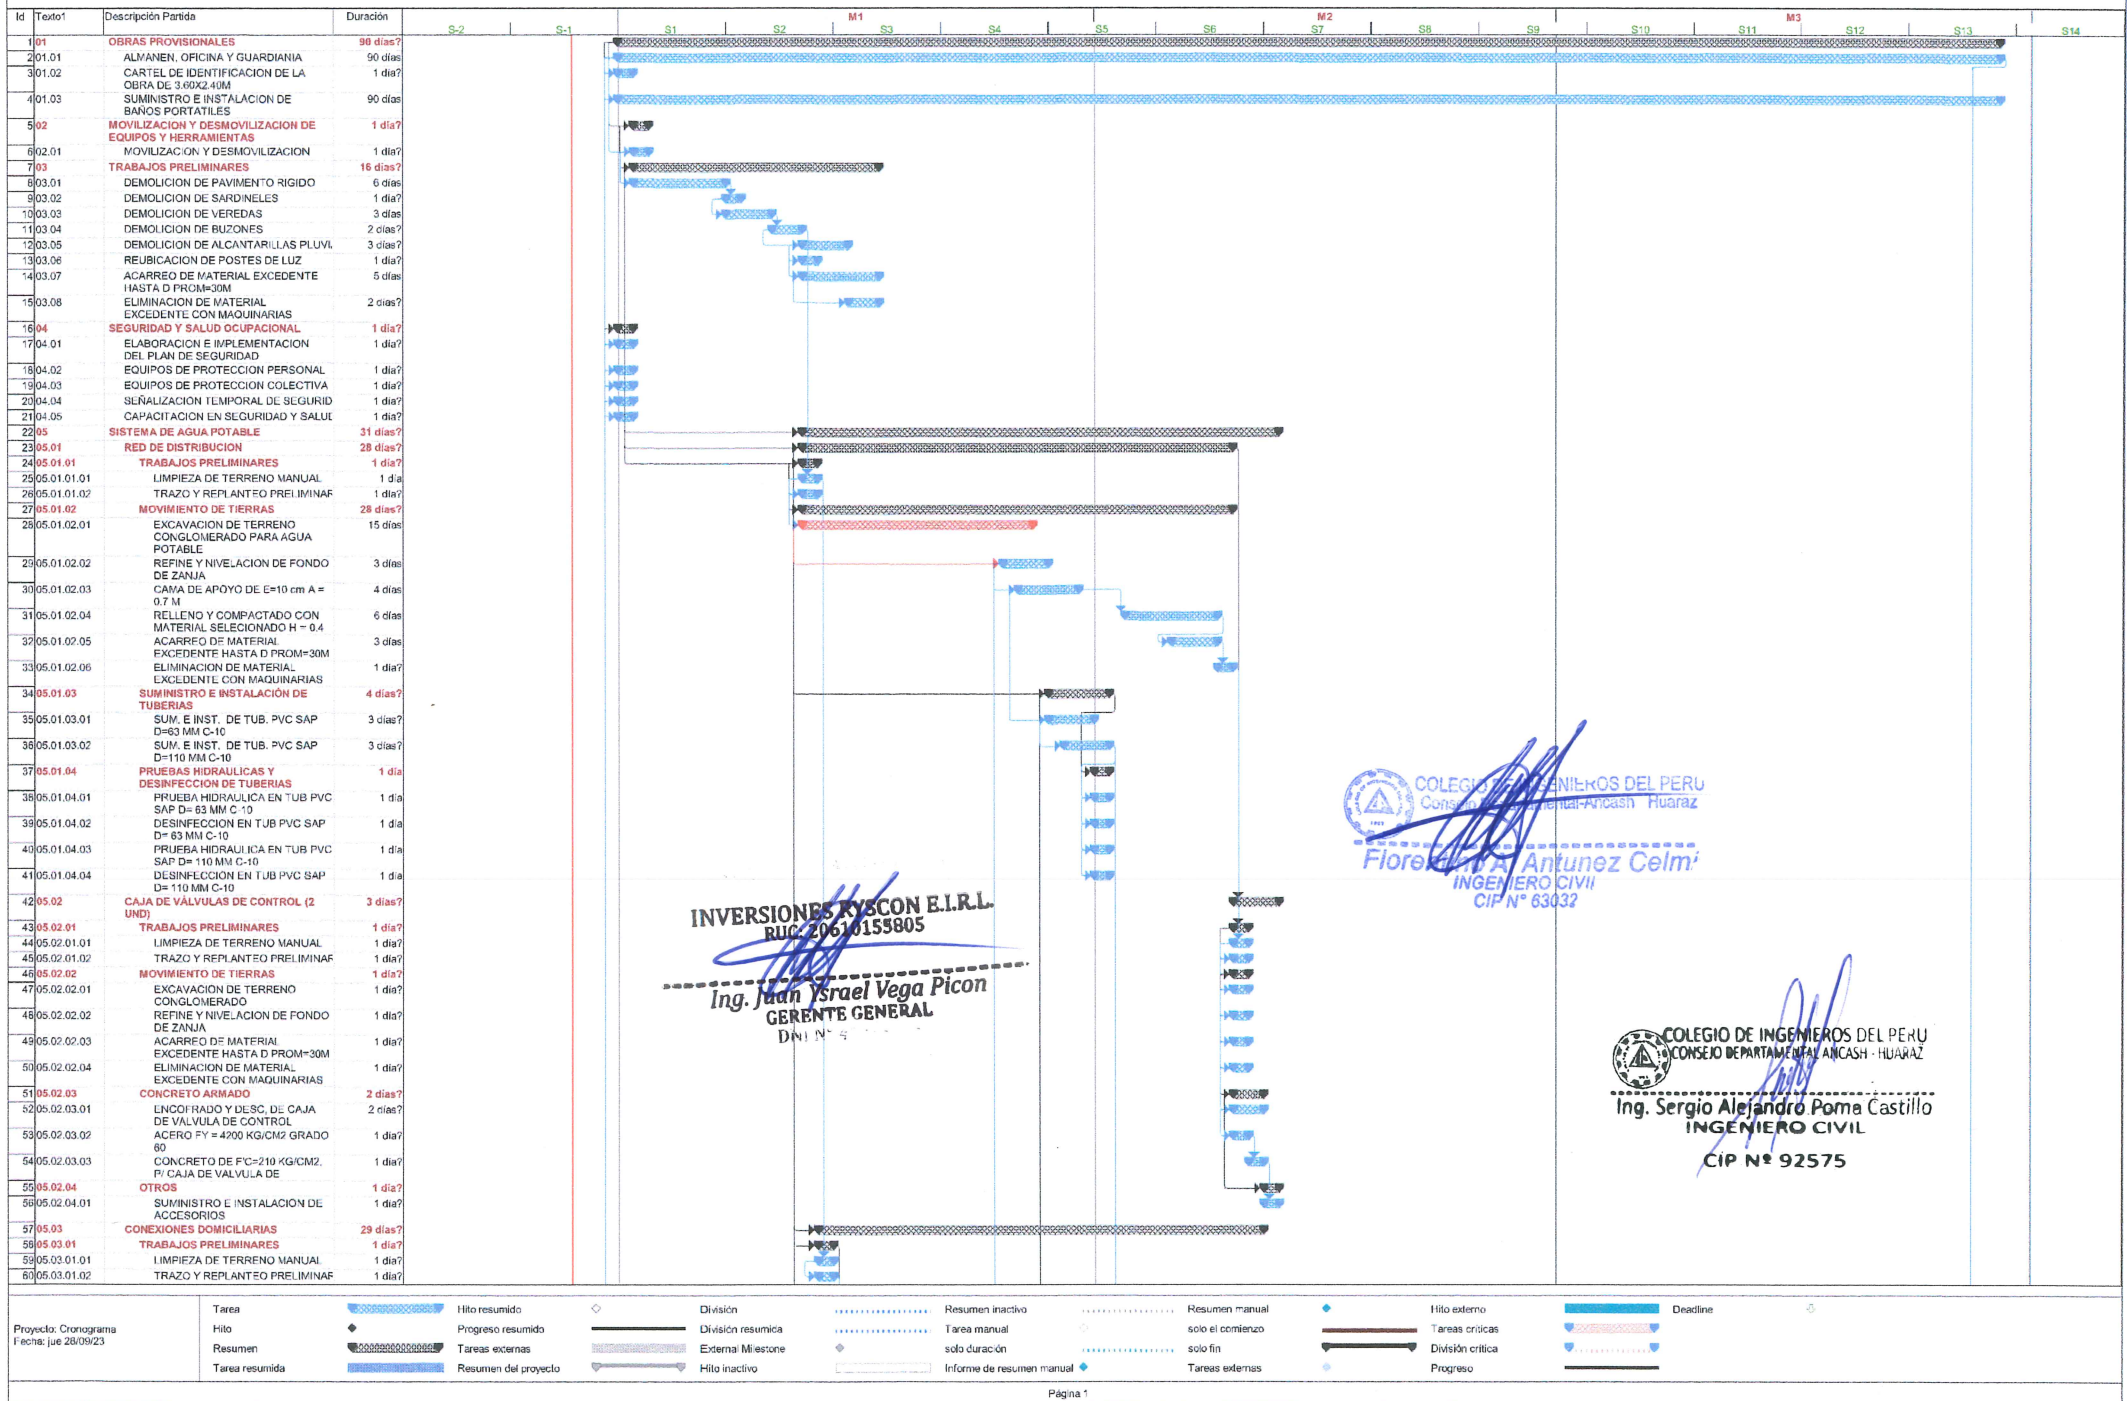 Id Texto1 Descripción Partida Duración
M1 M2 M3
S-2 S-1 S1 S2 S3 S4 S5 S6 S7 S8 S9 S10 S11 S12 S13 S14
1 01 OBRAS PROVISIONALES 90 días?
2 01.01 ALMANEN, OFICINA Y GUARDIANIA 90 días
3 01.02 CARTEL DE IDENTIFICACION DE LA 1 día?
OBRA DE 3.60X2.40M
4 01.03 SUMINISTRO E INSTALACION DE 90 días
BAÑOS PORTATILES
5 02 MOVILIZACION Y DESMOVILIZACION DE 1 día?
EQUIPOS Y HERRAMIENTAS
6 02.01 MOVILIZACION Y DESMOVILIZACION 1 día?
7 03 TRABAJOS PRELIMINARES 16 días?
8 03.01 DEMOLICION DE PAVIMENTO RIGIDO 6 días
9 03.02 DEMOLICION DE SARDINELES 1 día?
10 03.03 DEMOLICION DE VEREDAS 3 días
11 03.04 DEMOLICION DE BUZONES 2 días?
12 03.05 DEMOLICION DE ALCANTARILLAS PLUVI. 3 días?
13 03.06 REUBICACION DE POSTES DE LUZ 1 día?
14 03.07 ACARREO DE MATERIAL EXCEDENTE 5 días
HASTA D PROM=30M
15 03.08 ELIMINACION DE MATERIAL 2 días?
EXCEDENTE CON MAQUINARIAS
16 04 SEGURIDAD Y SALUD OCUPACIONAL 1 día?
17 04.01 ELABORACION E IMPLEMENTACION 1 día?
DEL PLAN DE SEGURIDAD
18 04.02 EQUIPOS DE PROTECCION PERSONAL 1 día?
19 04.03 EQUIPOS DE PROTECCION COLECTIVA 1 día?
20 04.04 SEÑALIZACION TEMPORAL DE SEGURID 1 día?
21 04.05 CAPACITACION EN SEGURIDAD Y SALUD 1 día?
22 05 SISTEMA DE AGUA POTABLE 31 días?
23 05.01 RED DE DISTRIBUCION 28 días?
24 05.01.01 TRABAJOS PRELIMINARES 1 día?
25 05.01.01.01 LIMPIEZA DE TERRENO MANUAL 1 día
26 05.01.01.02 TRAZO Y REPLANTEO PRELIMINAR 1 día?
27 05.01.02 MOVIMIENTO DE TIERRAS 28 días?
28 05.01.02.01 EXCAVACION DE TERRENO 15 días
CONGLOMERADO PARA AGUA
POTABLE
29 05.01.02.02 REFINE Y NIVELACION DE FONDO 3 días
DE ZANJA
30 05.01.02.03 CAMA DE APOYO DE E=10 cm A = 4 días
0.7 M
31 05.01.02.04 RELLENO Y COMPACTADO CON 6 días
MATERIAL SELECIONADO H = 0.4
32 05.01.02.05 ACARREO DE MATERIAL 3 días
EXCEDENTE HASTA D PROM=30M
33 05.01.02.06 ELIMINACION DE MATERIAL 1 día?
EXCEDENTE CON MAQUINARIAS
34 05.01.03 SUMINISTRO E INSTALACIÓN DE 4 días?
TUBERIAS
35 05.01.03.01 SUM. E INST. DE TUB. PVC SAP 3 días?
D=63 MM C-10
36 05.01.03.02 SUM. E INST. DE TUB. PVC SAP 3 días?
D=110 MM C-10
37 05.01.04 PRUEBAS HIDRAULICAS Y 1 día
DESINFECCION DE TUBERIAS
38 05.01.04.01 PRUEBA HIDRAULICA EN TUB PVC 1 día
SAP D= 63 MM C-10
39 05.01.04.02 DESINFECCION EN TUB PVC SAP 1 día
D= 63 MM C-10
40 05.01.04.03 PRUEBA HIDRAULICA EN TUB PVC 1 día
SAP D= 110 MM C-10
41 05.01.04.04 DESINFECCION EN TUB PVC SAP 1 día
D= 110 MM C-10
42 05.02 CAJA DE VÁLVULAS DE CONTROL (2 3 días?
UND)
43 05.02.01 TRABAJOS PRELIMINARES 1 día?
44 05.02.01.01 LIMPIEZA DE TERRENO MANUAL 1 día?
45 05.02.01.02 TRAZO Y REPLANTEO PRELIMINAR 1 día?
46 05.02.02 MOVIMIENTO DE TIERRAS 1 día?
47 05.02.02.01 EXCAVACION DE TERRENO 1 día?
CONGLOMERADO
48 05.02.02.02 REFINE Y NIVELACION DE FONDO 1 día?
DE ZANJA
49 05.02.02.03 ACARREO DE MATERIAL 1 día?
EXCEDENTE HASTA D PROM=30M
50 05.02.02.04 ELIMINACION DE MATERIAL 1 día?
EXCEDENTE CON MAQUINARIAS
51 05.02.03 CONCRETO ARMADO 2 días?
52 05.02.03.01 ENCOFRADO Y DESC, DE CAJA 2 días?
DE VALVULA DE CONTROL
53 05.02.03.02 ACERO FY = 4200 KG/CM2 GRADO 1 día?
60
54 05.02.03.03 CONCRETO DE F'C=210 KG/CM2, 1 día?
P/ CAJA DE VALVULA DE
55 05.02.04 OTROS 1 día?
56 05.02.04.01 SUMINISTRO E INSTALACION DE 1 día?
ACCESORIOS
57 05.03 CONEXIONES DOMICILIARIAS 29 días?
58 05.03.01 TRABAJOS PRELIMINARES 1 día?
59 05.03.01.01 LIMPIEZA DE TERRENO MANUAL 1 día?
60 05.03.01.02 TRAZO Y REPLANTEO PRELIMINAR 1 día?
COLEGIO DE INGENIEROS DEL PERU
Consejo Departamental-Ancash Huaraz
Florentino A. Antunez Celmi
INGENIERO CIVIL
CIP N° 63032
INVERSIONES RYSCON E.I.R.L.
RUC: 20610155805
Ing. Juan Ysrael Vega Picon
GERENTE GENERAL
DNI N° 4
COLEGIO DE INGENIEROS DEL PERU
CONSEJO DEPARTAMENTAL ANCASH - HUARAZ
Ing. Sergio Alejandro Poma Castillo
INGENIERO CIVIL
CIP Nº 92575
Proyecto: Cronograma
Fecha: jue 28/09/23
Tarea Hito resumido División Resumen inactivo Resumen manual Hito externo Deadline
Hito Progreso resumido División resumida Tarea manual solo el comienzo Tareas críticas
Resumen Tareas externas External Milestone solo duración solo fin División crítica
Tarea resumida Resumen del proyecto Hito inactivo Informe de resumen manual Tareas externas Progreso
Página 1